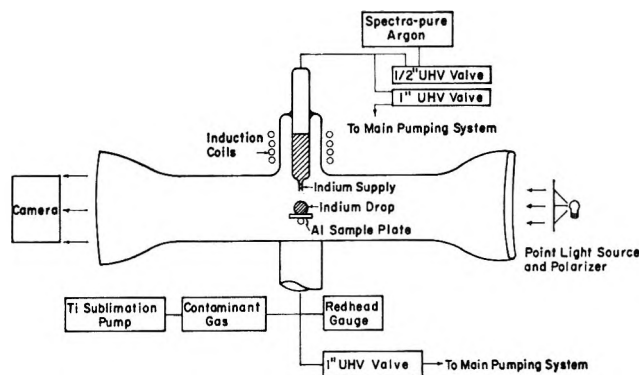 Spectra-pure
Argon
1/2" UHV Valve
1" UHV Valve
To Main Pumping System
Induction
Coils
Indium Supply
Indium Drop
Al Sample Plate
Camera
Point Light Source
and Polarizer
Ti Sublimation
Pump
Contaminant
Gas
Redhead
Gauge
1" UHV Valve
To Main Pumping System